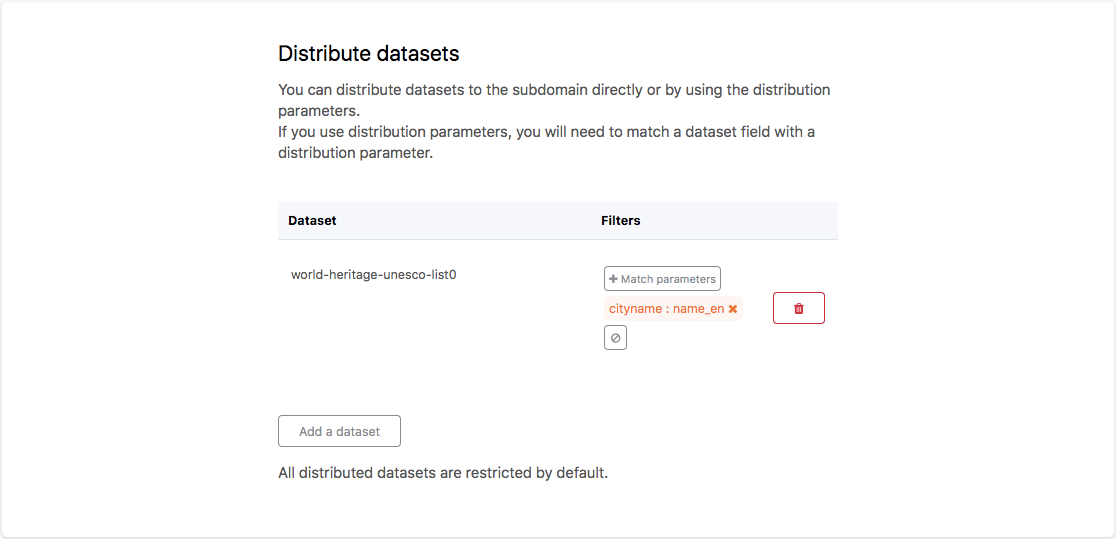 Distribute datasets
You can distribute datasets to the subdomain directly or by using the distribution
parameters.
If you use distribution parameters, you will need to match a dataset field with a
distribution parameter.
Dataset Filters
world-heritage-unesco-list0
Match parameters
cityname : name_en
Add a dataset
All distributed datasets are restricted by default.